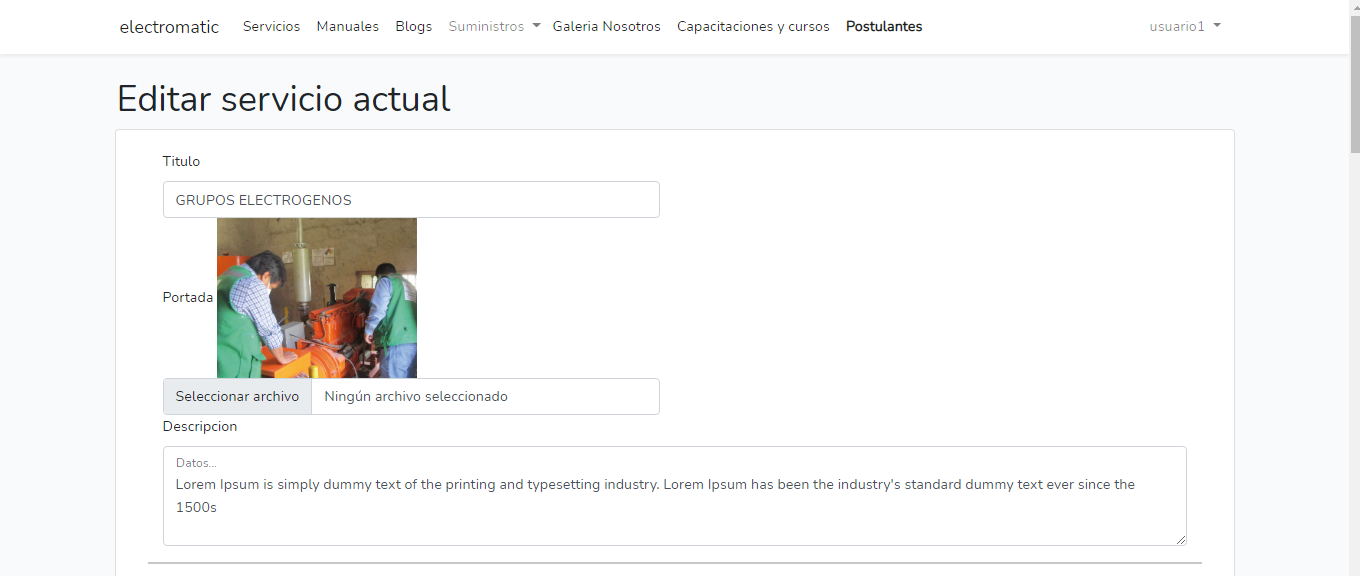 electromatic Servicios Manuales Blogs Suministros Galeria Nosotros Capacitaciones y cursos Postulantes usuario1
Editar servicio actual
Titulo
GRUPOS ELECTROGENOS
Portada
Seleccionar archivo Ningún archivo seleccionado
Descripcion
Datos...
Lorem Ipsum is simply dummy text of the printing and typesetting industry. Lorem Ipsum has been the industry's standard dummy text ever since the
1500s